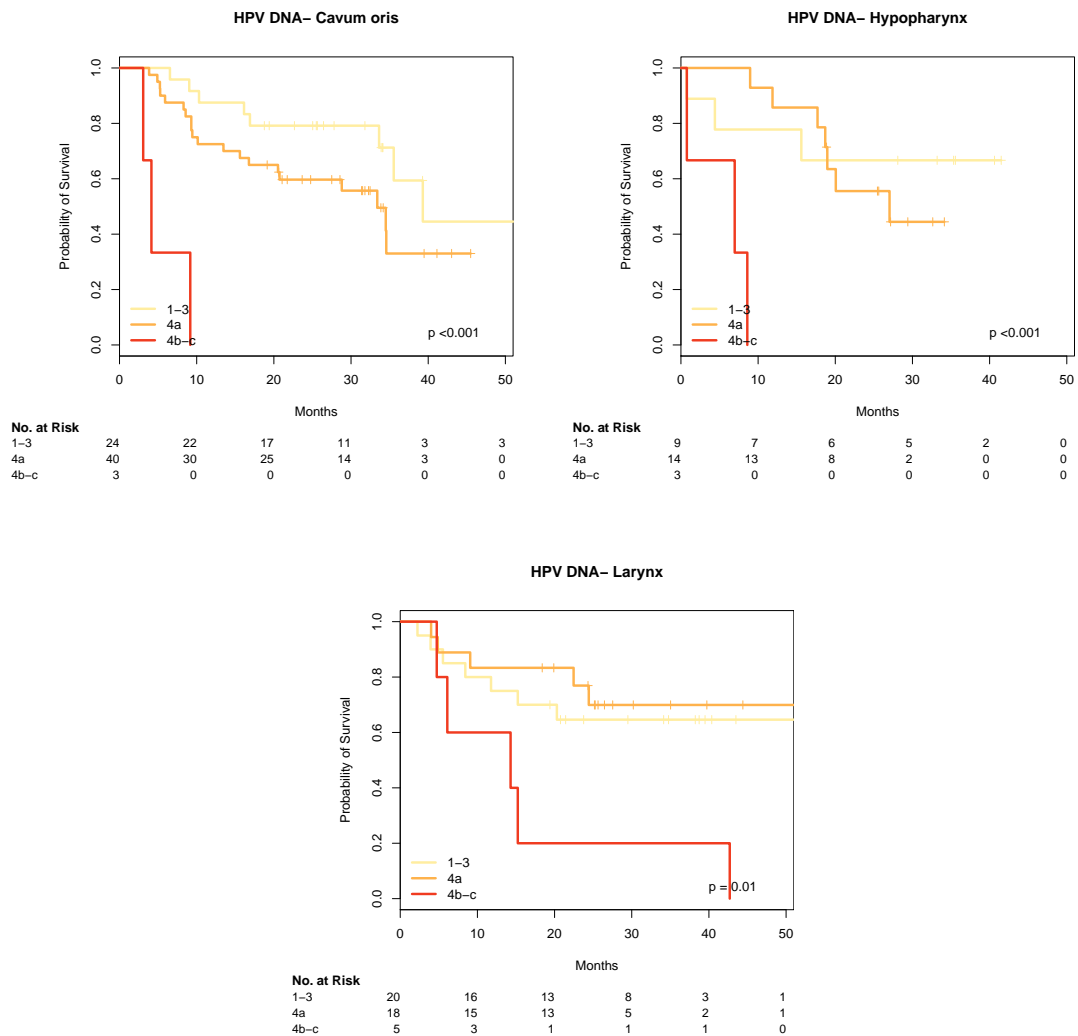 HPV DNA– Cavum oris
Probability of Survival
1.0
0.8
0.6
0.4
0.2
0.0
1–3
4a
4b–c
p <0.001
0 10 20 30 40 50
Months
No. at Risk
1–3 24 22 17 11 3 3
4a 40 30 25 14 3 0
4b–c 3 0 0 0 0 0
HPV DNA– Hypopharynx
Probability of Survival
1.0
0.8
0.6
0.4
0.2
0.0
1–3
4a
4b–c
p <0.001
0 10 20 30 40 50
Months
No. at Risk
1–3 9 7 6 5 2 0
4a 14 13 8 2 0 0
4b–c 3 0 0 0 0 0
HPV DNA– Larynx
Probability of Survival
1.0
0.8
0.6
0.4
0.2
0.0
1–3
4a
4b–c
p = 0.01
0 10 20 30 40 50
Months
No. at Risk
1–3 20 16 13 8 3 1
4a 18 15 13 5 2 1
4b–c 5 3 1 1 1 0